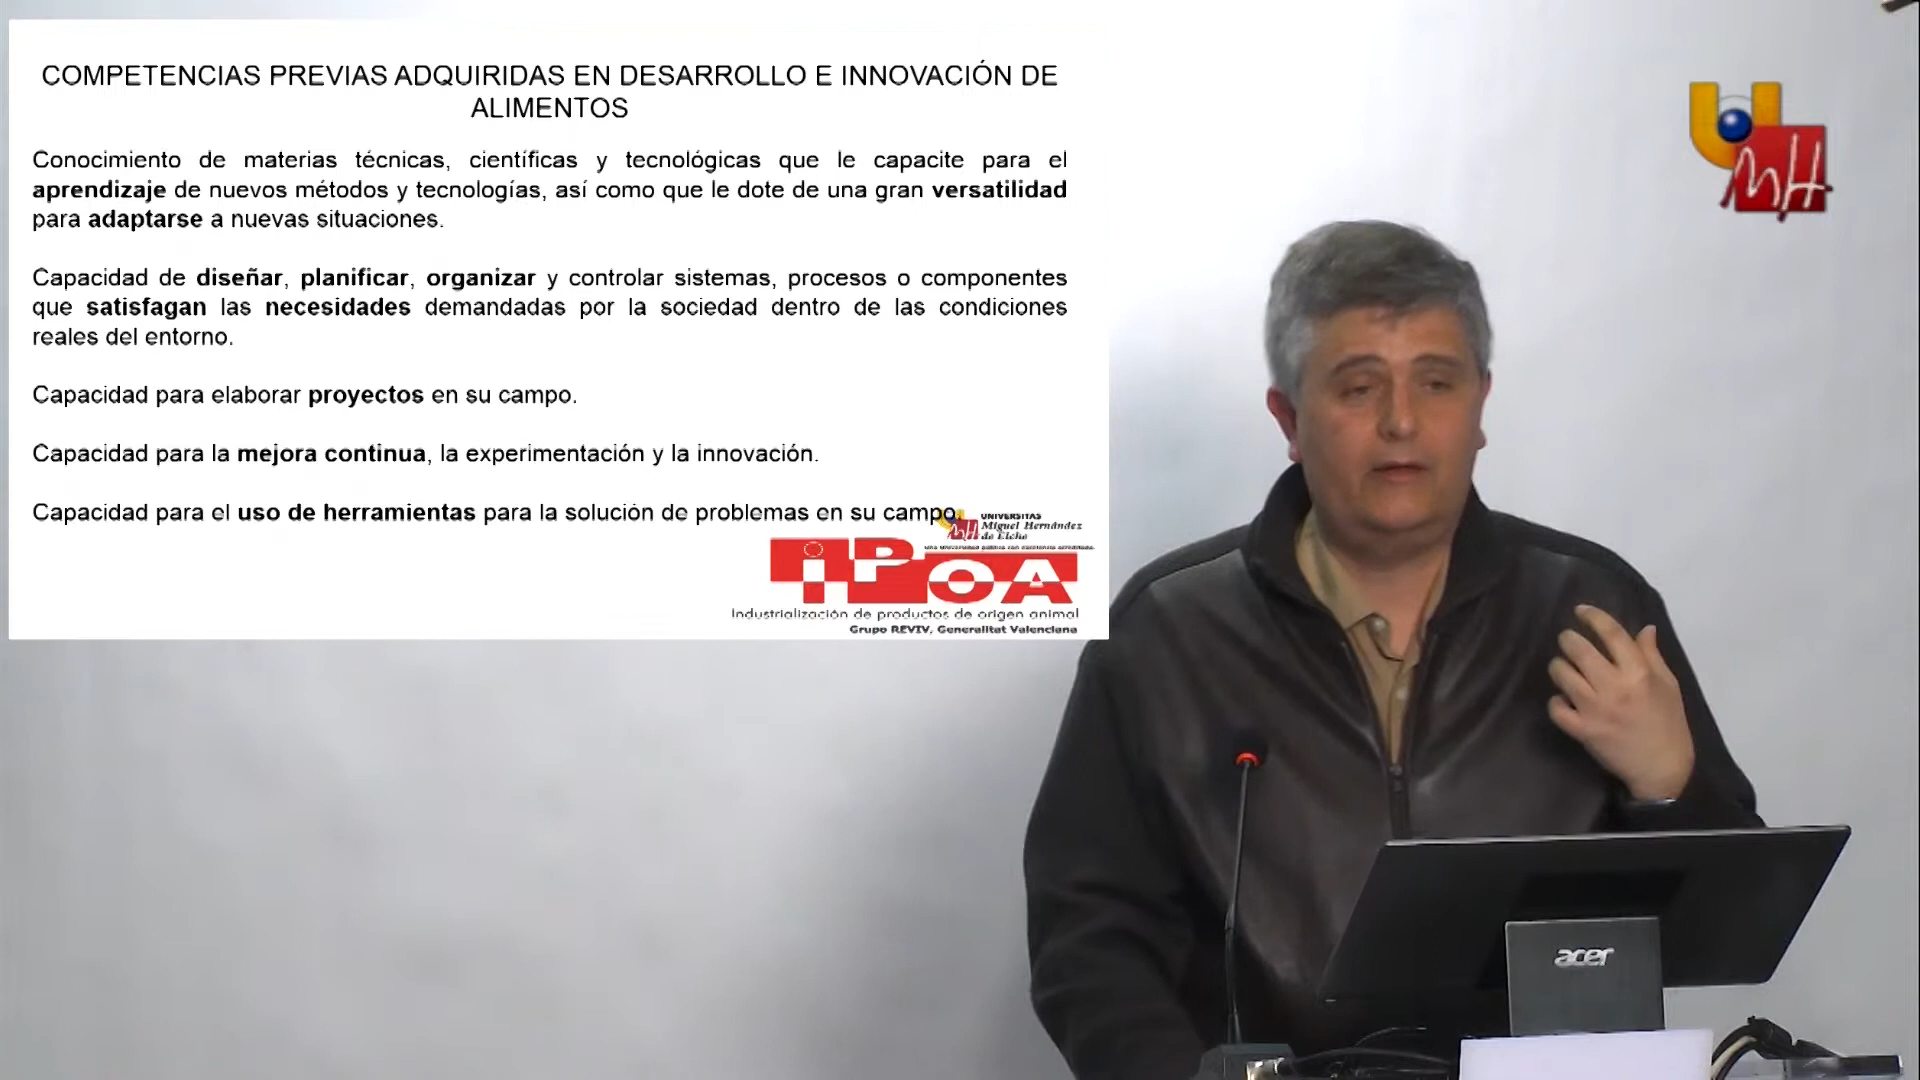 COMPETENCIAS PREVIAS ADQUIRIDAS EN DESARROLLO E INNOVACIÓN DE
ALIMENTOS
Conocimiento de materias técnicas, científicas y tecnológicas que le capacite para el
aprendizaje de nuevos métodos y tecnologías, así como que le dote de una gran versatilidad
para adaptarse a nuevas situaciones.
Capacidad de diseñar, planificar, organizar y controlar sistemas, procesos o componentes
que satisfagan las necesidades demandadas por la sociedad dentro de las condiciones
reales del entorno.
Capacidad para elaborar proyectos en su campo.
Capacidad para la mejora continua, la experimentación y la innovación.
Capacidad para el uso de herramientas para la solución de problemas en su campo.
UNIVERSITAS
Miguel Hernández
de Elche
iPOA
Industrialización de productos de origen animal
Grupo REVIV, Generalitat Valenciana
UMH
acer